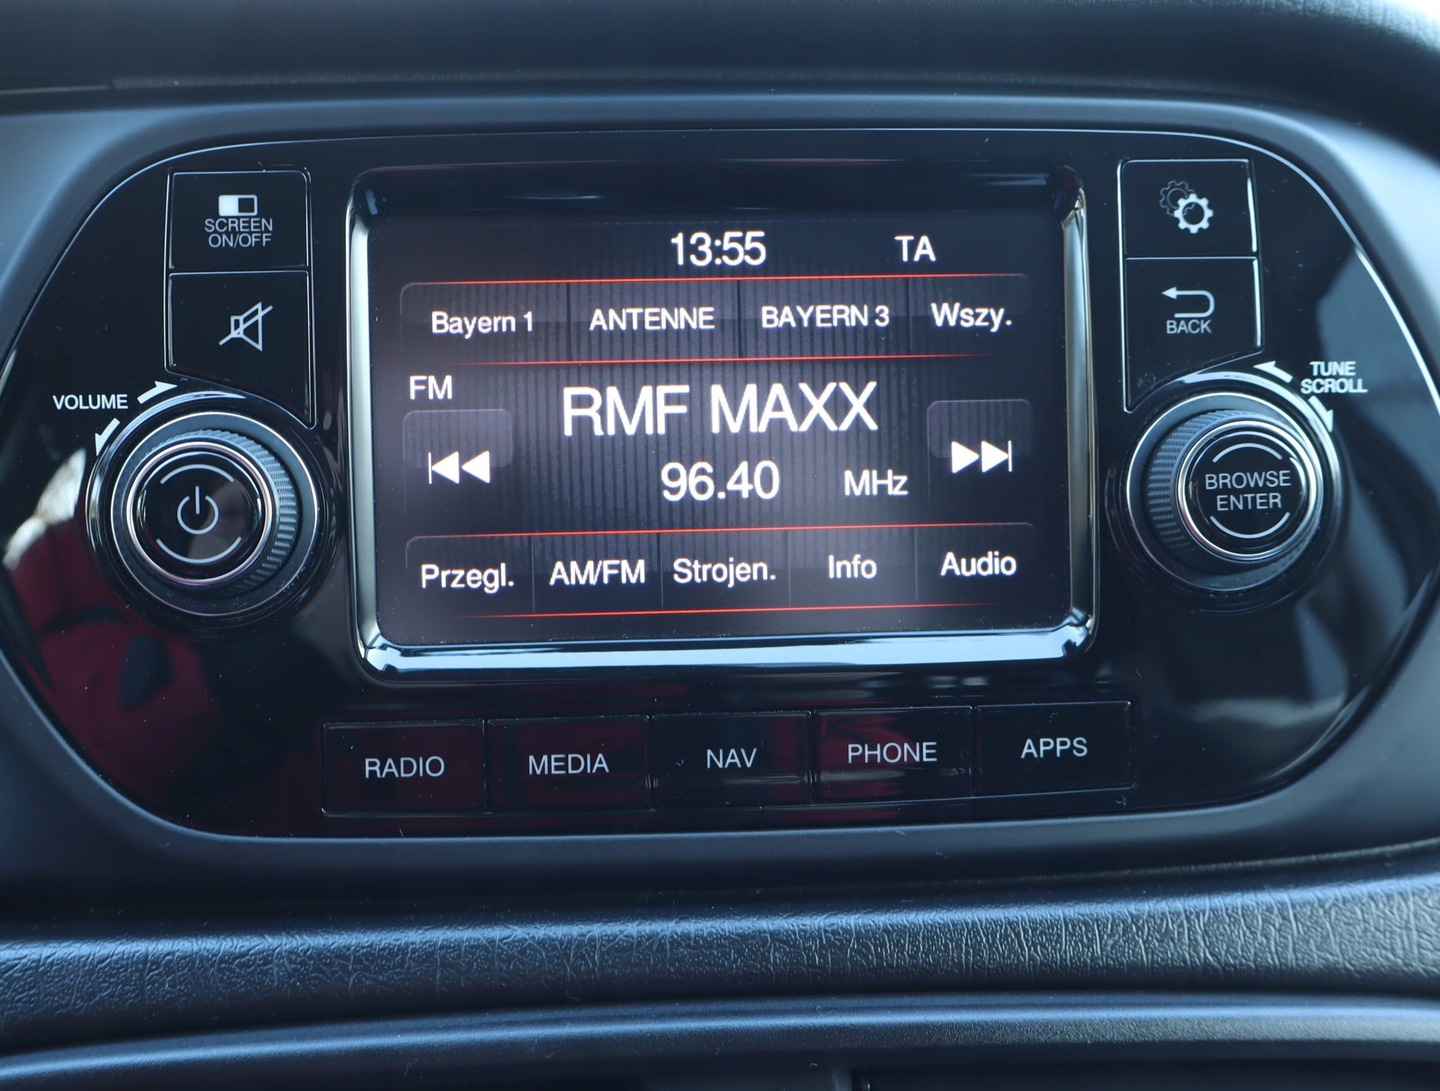 SCREEN
ON/OFF
13:55 TA
Bayern 1 ANTENNE BAYERN 3 Wszy.
BACK
VOLUME
FM
RMF MAXX
TUNE
SCROLL
96.40 MHz
BROWSE
ENTER
Przegl. AM/FM Strojen. Info Audio
RADIO MEDIA NAV PHONE APPS